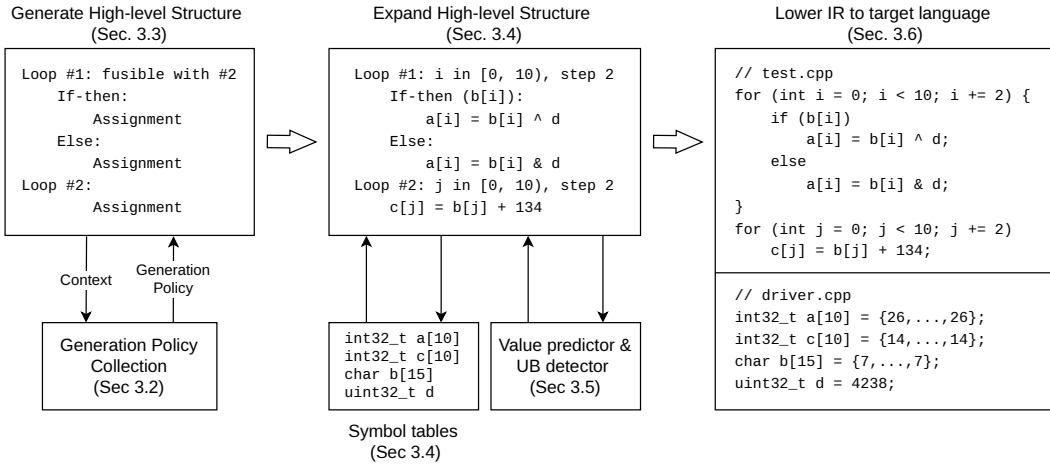 Generate High-level Structure
(Sec. 3.3)
Loop #1: fusible with #2
If-then:
Assignment
Else:
Assignment
Loop #2:
Assignment
Context
Generation
Policy
Generation Policy
Collection
(Sec 3.2)
Expand High-level Structure
(Sec. 3.4)
Loop #1: i in [0, 10), step 2
If-then (b[i]):
a[i] = b[i] ^ d
Else:
a[i] = b[i] & d
Loop #2: j in [0, 10), step 2
c[j] = b[j] + 134
int32_t a[10]
int32_t c[10]
char b[15]
uint32_t d
Symbol tables
(Sec 3.4)
Value predictor &
UB detector
(Sec 3.5)
Lower IR to target language
(Sec. 3.6)
// test.cpp
for (int i = 0; i < 10; i += 2) {
if (b[i])
a[i] = b[i] ^ d;
else
a[i] = b[i] & d;
}
for (int j = 0; j < 10; j += 2)
c[j] = b[j] + 134;
// driver.cpp
int32_t a[10] = {26,...,26};
int32_t c[10] = {14,...,14};
char b[15] = {7,...,7};
uint32_t d = 4238;